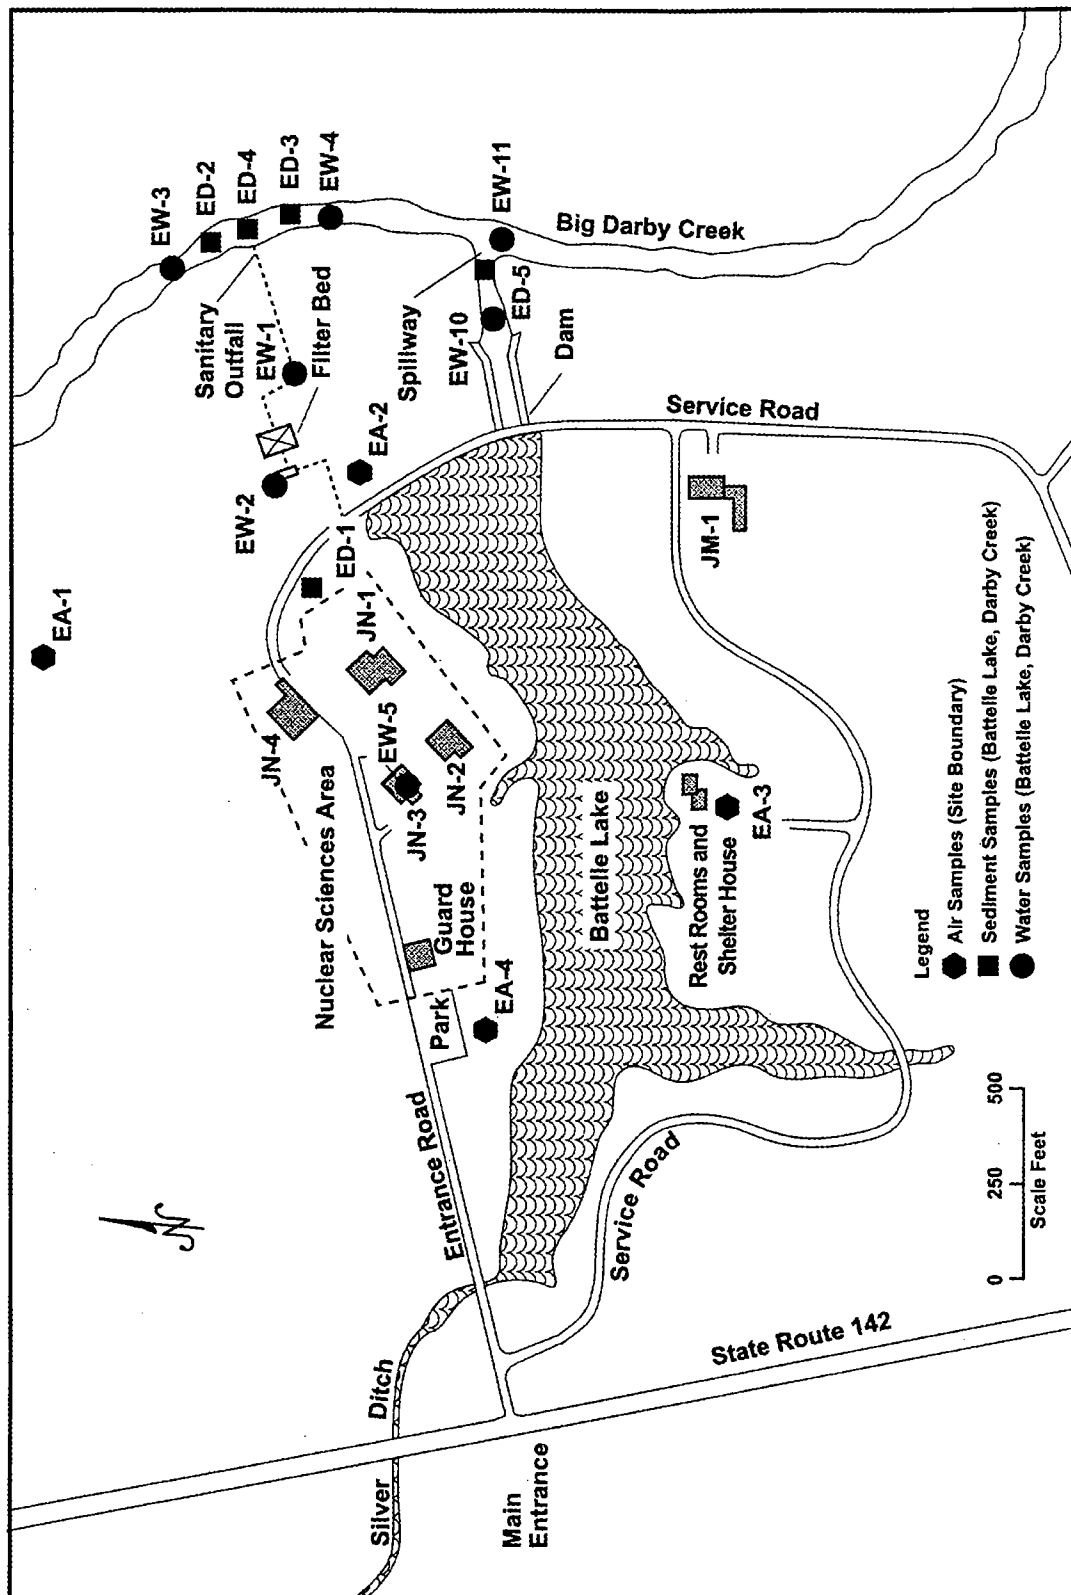 EA-1
EW-3
ED-2
ED-4
ED-3
EW-4
EW-11
Big Darby Creek
Sanitary
Outfall
EW-1
Filter Bed
Spillway
EW-10
ED-5
Dam
EW-2
EA-2
Service Road
ED-1
JN-1
JM-1
JN-4
EW-5
JN-2
JN-3
Nuclear Sciences Area
Guard
House
Park
EA-4
Battelle Lake
Rest Rooms and
Shelter House
EA-3
N
Entrance Road
Service Road
Silver Ditch
State Route 142
Main
Entrance
Legend
Air Samples (Site Boundary)
Sediment Samples (Battelle Lake, Darby Creek)
Water Samples (Battelle Lake, Darby Creek)
0 250 500
Scale Feet